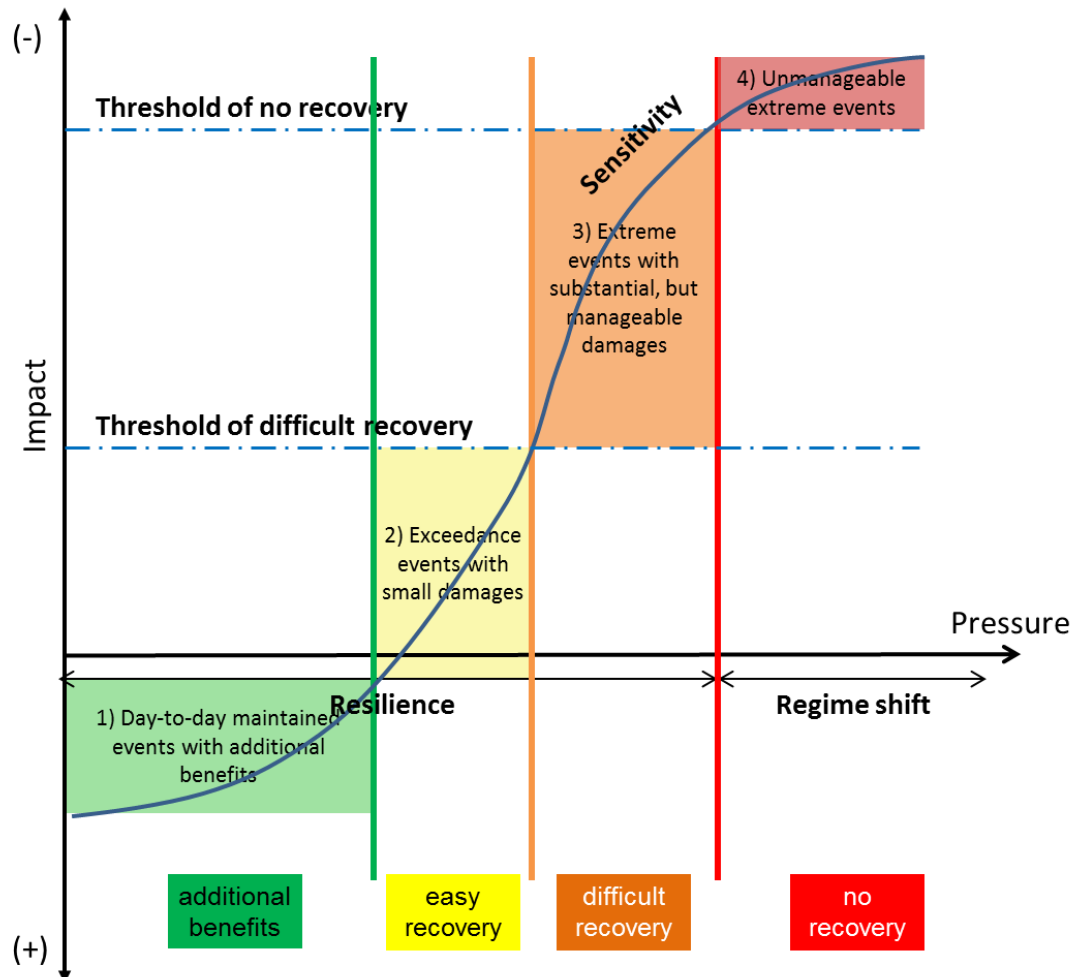 (-)
4) Unmanageable
extreme events
Threshold of no recovery
Sensitivity
3) Extreme
events with
substantial, but
manageable
damages
Impact
Threshold of difficult recovery
2) Exceedance
events with
small damages
Pressure
Resilience
Regime shift
1) Day-to-day maintained
events with additional
benefits
additional
benefits
easy
recovery
difficult
recovery
no
recovery
(+)